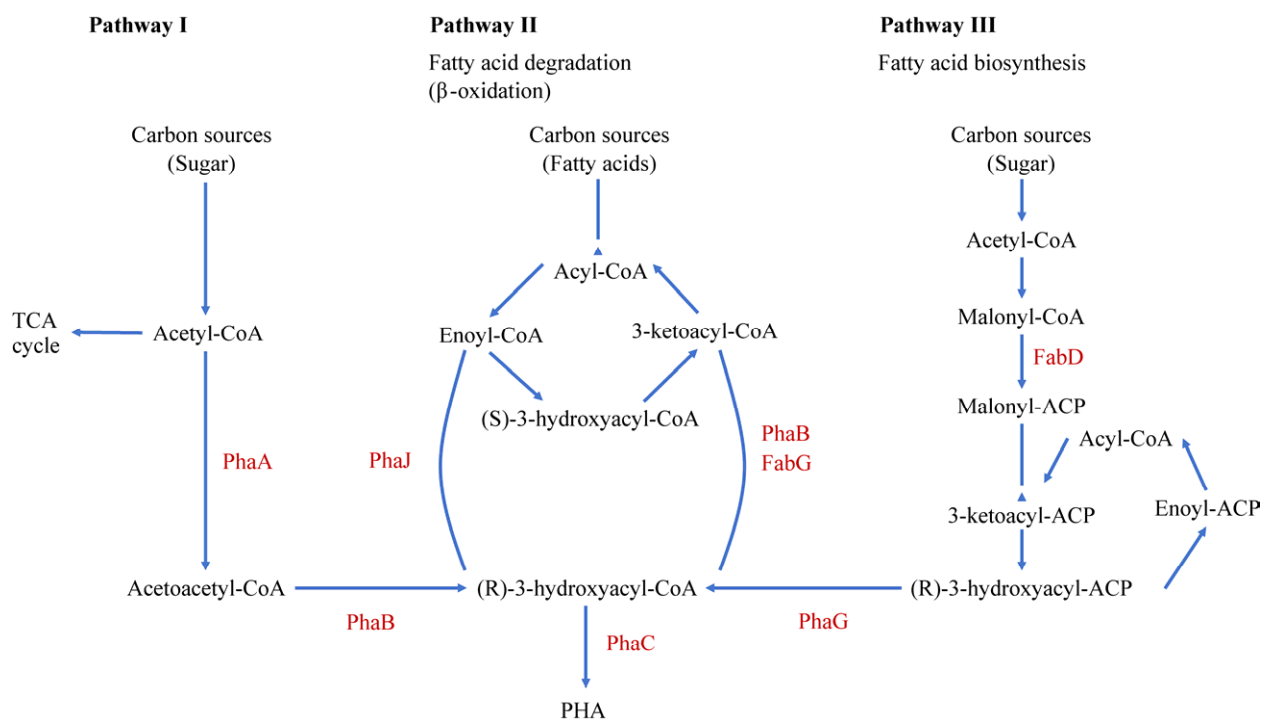 Pathway I
Pathway II
Pathway III
Fatty acid degradation
(β-oxidation)
Fatty acid biosynthesis
Carbon sources
(Sugar)
Carbon sources
(Fatty acids)
Carbon sources
(Sugar)
Acetyl-CoA
Acyl-CoA
TCA
cycle
Acetyl-CoA
Enoyl-CoA
3-ketoacyl-CoA
Malonyl-CoA
FabD
(S)-3-hydroxyacyl-CoA
Malonyl-ACP
PhaA
PhaJ
PhaB
FabG
Acyl-CoA
3-ketoacyl-ACP
Enoyl-ACP
Acetoacetyl-CoA
(R)-3-hydroxyacyl-CoA
(R)-3-hydroxyacyl-ACP
PhaB
PhaC
PhaG
PHA